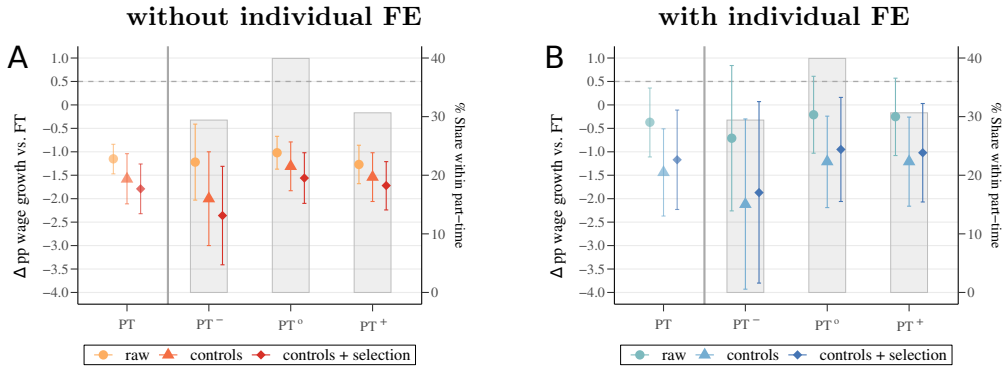 without individual FE
with individual FE
A
B
Δ pp wage growth vs. FT
1.0
0.5
0
−0.5
−1.0
−1.5
−2.0
−2.5
−3.0
−3.5
−4.0
40
30
20
10
0
% Share within part−time
PT
PT −
PT o
PT +
raw
controls
controls + selection
Δ pp wage growth vs. FT
1.0
0.5
0
−0.5
−1.0
−1.5
−2.0
−2.5
−3.0
−3.5
−4.0
40
30
20
10
0
% Share within part−time
PT
PT −
PT o
PT +
raw
controls
controls + selection